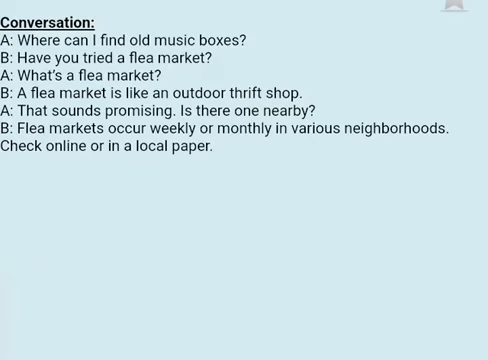 Conversation:
A: Where can I find old music boxes?
B: Have you tried a flea market?
A: What's a flea market?
B: A flea market is like an outdoor thrift shop.
A: That sounds promising. Is there one nearby?
B: Flea markets occur weekly or monthly in various neighborhoods.
Check online or in a local paper.